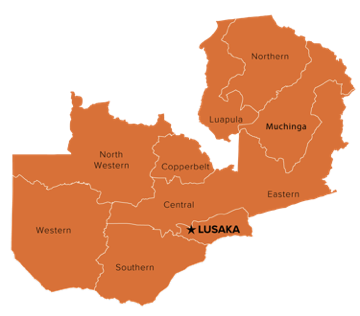 Northern
Luapula
Muchinga
North
Western
Copperbelt
Eastern
Central
Western
LUSAKA
Southern